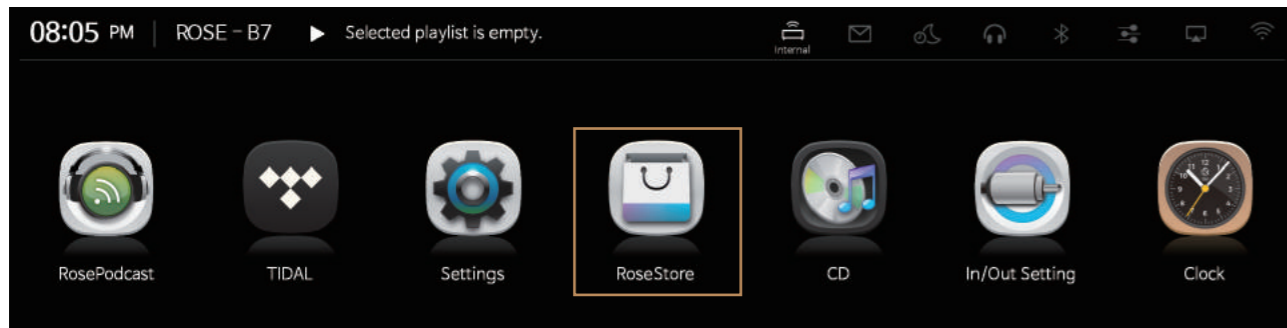 08:05 PM ROSE - B7 Selected playlist is empty.
Internal
RosePodcast TIDAL Settings RoseStore CD In/Out Setting Clock